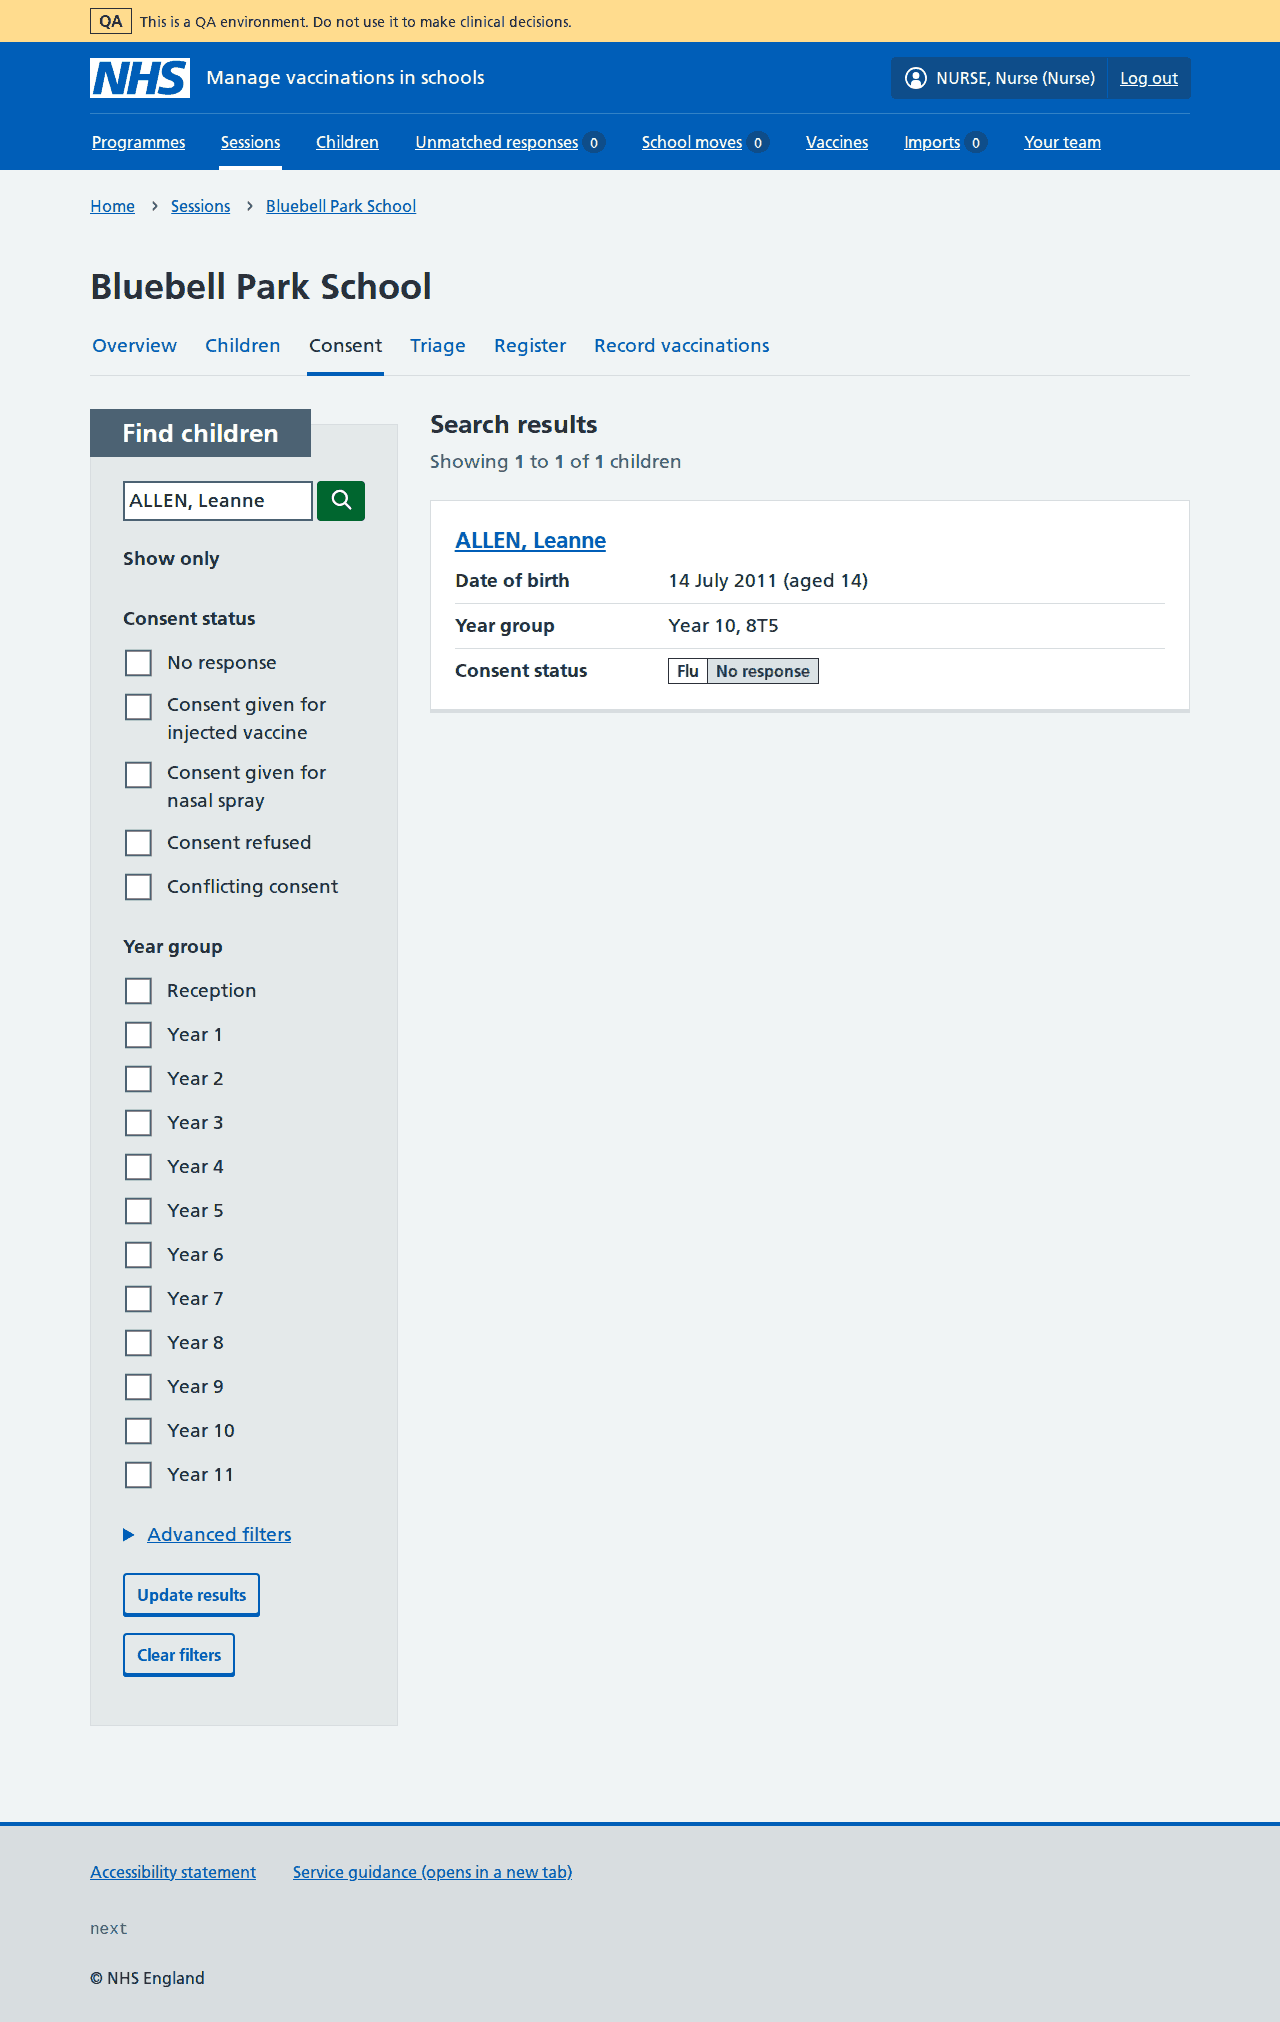 QA This is a QA environment. Do not use it to make clinical decisions.
NHS Manage vaccinations in schools NURSE, Nurse (Nurse) Log out
Programmes Sessions Children Unmatched responses 0 School moves 0 Vaccines Imports 0 Your team
Home Sessions Bluebell Park School
Bluebell Park School
Overview Children Consent Triage Register Record vaccinations
Find children
ALLEN, Leanne
Show only
Consent status
No response
Consent given for
injected vaccine
Consent given for
nasal spray
Consent refused
Conflicting consent
Year group
Reception
Year 1
Year 2
Year 3
Year 4
Year 5
Year 6
Year 7
Year 8
Year 9
Year 10
Year 11
Advanced filters
Update results
Clear filters
Search results
Showing 1 to 1 of 1 children
ALLEN, Leanne
Date of birth 14 July 2011 (aged 14)
Year group Year 10, 8T5
Consent status Flu No response
Accessibility statement Service guidance (opens in a new tab)
next
© NHS England